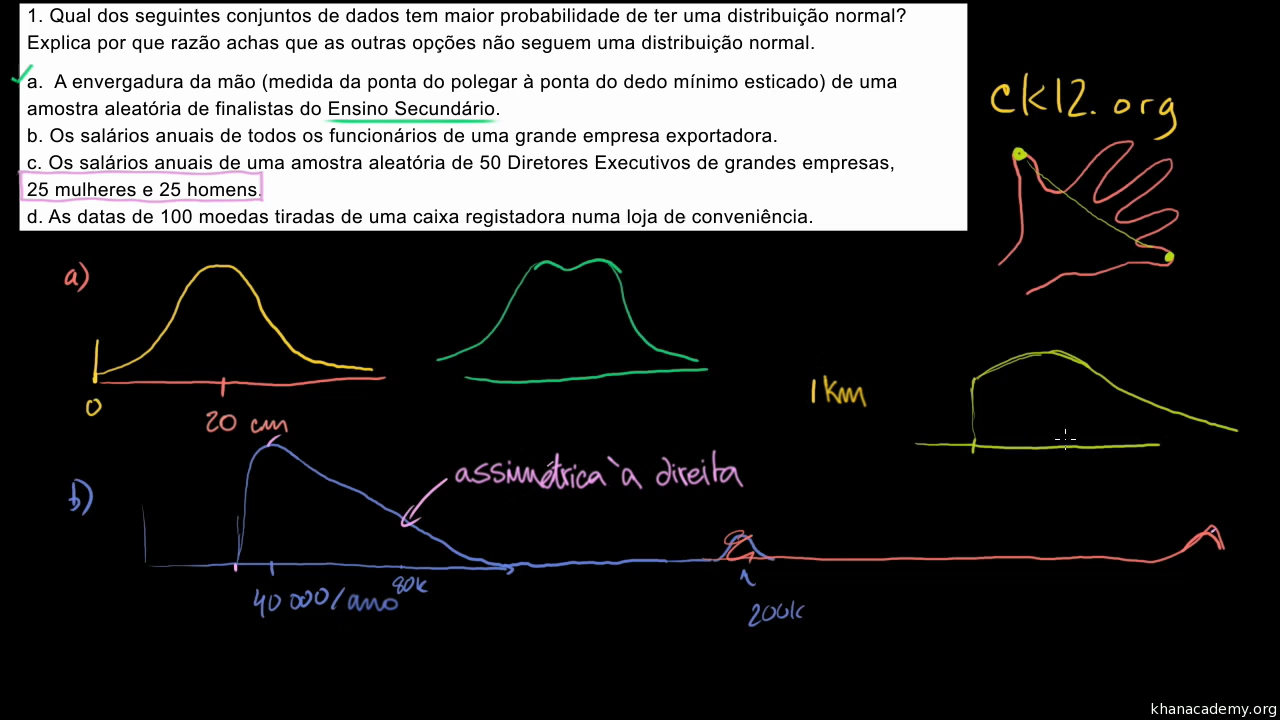 1. Qual dos seguintes conjuntos de dados tem maior probabilidade de ter uma distribuição normal?
Explica por que razão achas que as outras opções não seguem uma distribuição normal.
a. A envergadura da mão (medida da ponta do polegar à ponta do dedo mínimo esticado) de uma
amostra aleatória de finalistas do Ensino Secundário.
b. Os salários anuais de todos os funcionários de uma grande empresa exportadora.
c. Os salários anuais de uma amostra aleatória de 50 Diretores Executivos de grandes empresas,
25 mulheres e 25 homens.
d. As datas de 100 moedas tiradas de uma caixa registadora numa loja de conveniência.
ck12.org
a)
0
20 cm
1 km
b)
assimétrica à direita
40 000/ano
80k
200k
khanacademy.org